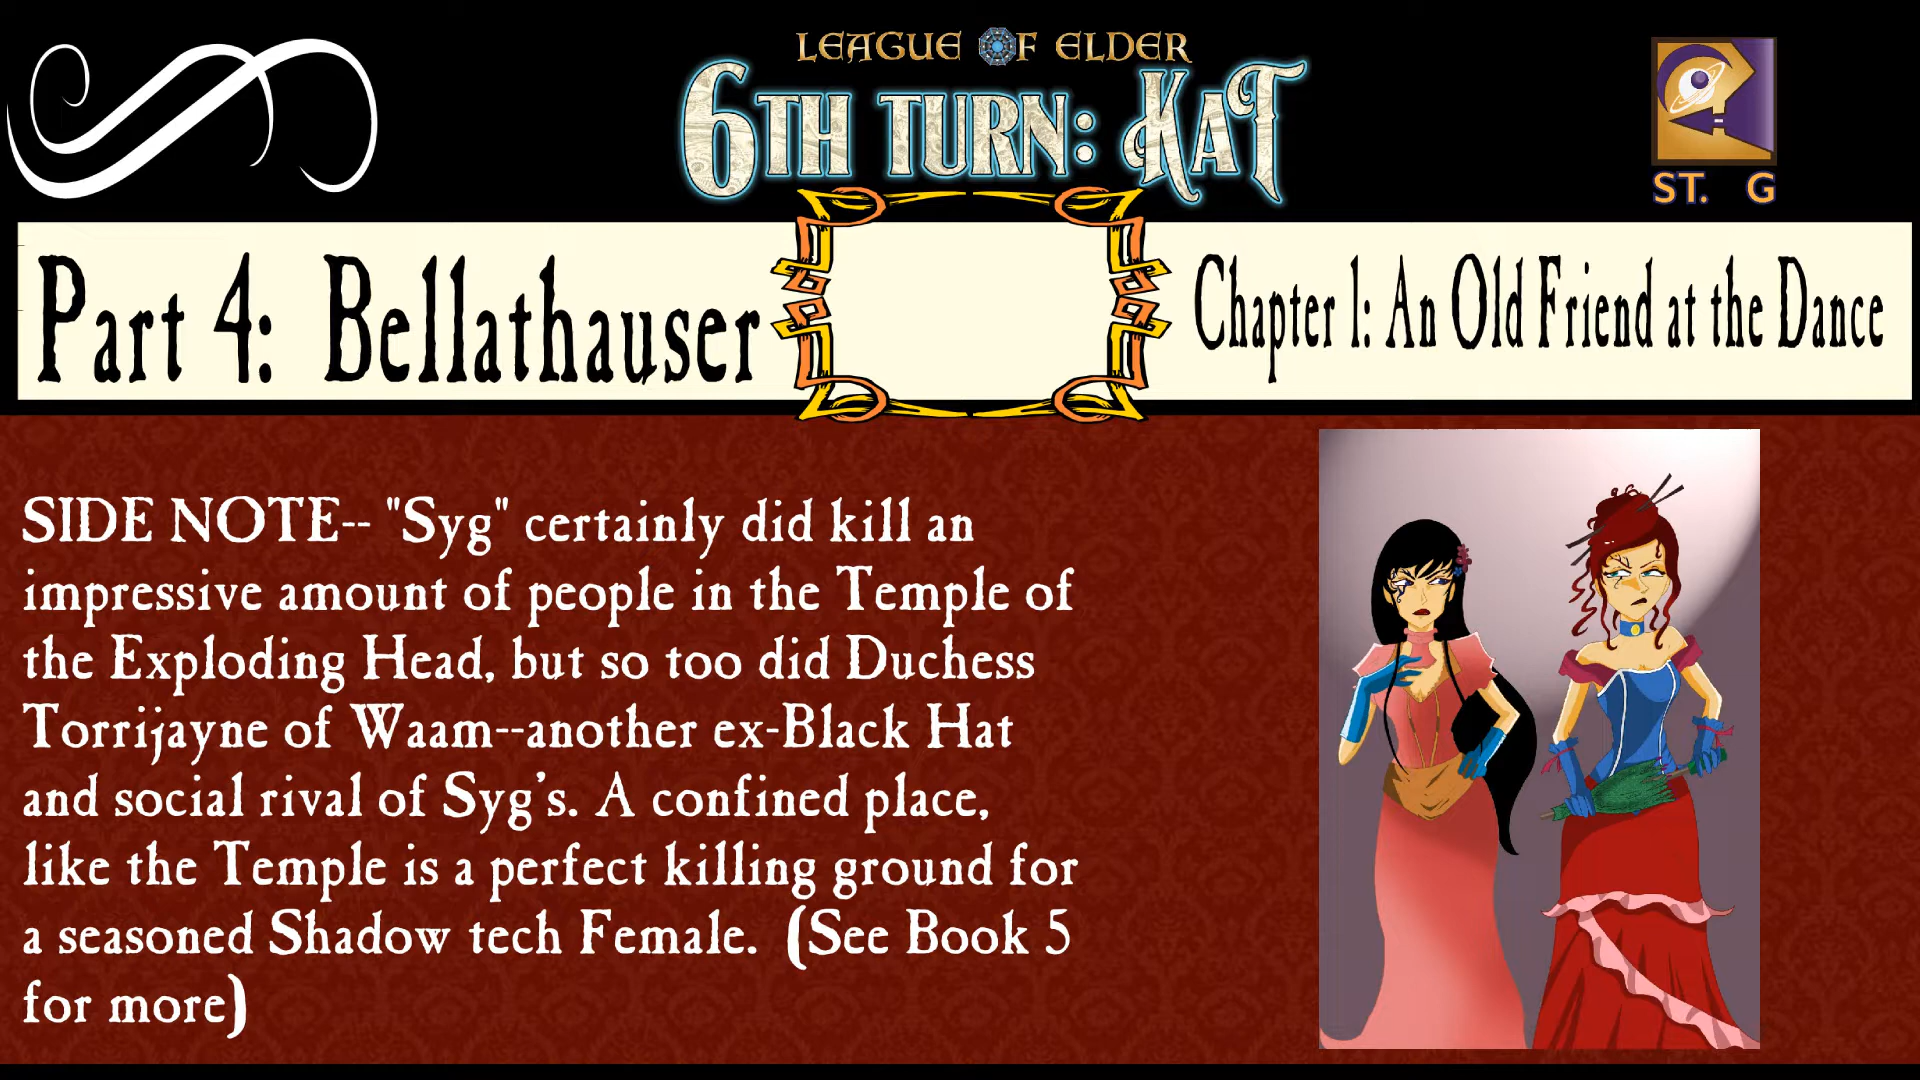 LEAGUE OF ELDER
6TH TURN: KAT
ST. G
Part 4: Bellathauser
Chapter 1: An Old Friend at the Dance
SIDE NOTE-- "Syg" certainly did kill an
impressive amount of people in the Temple of
the Exploding Head, but so too did Duchess
Torrijayne of Waam--another ex-Black Hat
and social rival of Syg's. A confined place,
like the Temple is a perfect killing ground for
a seasoned Shadow tech Female. (See Book 5
for more)